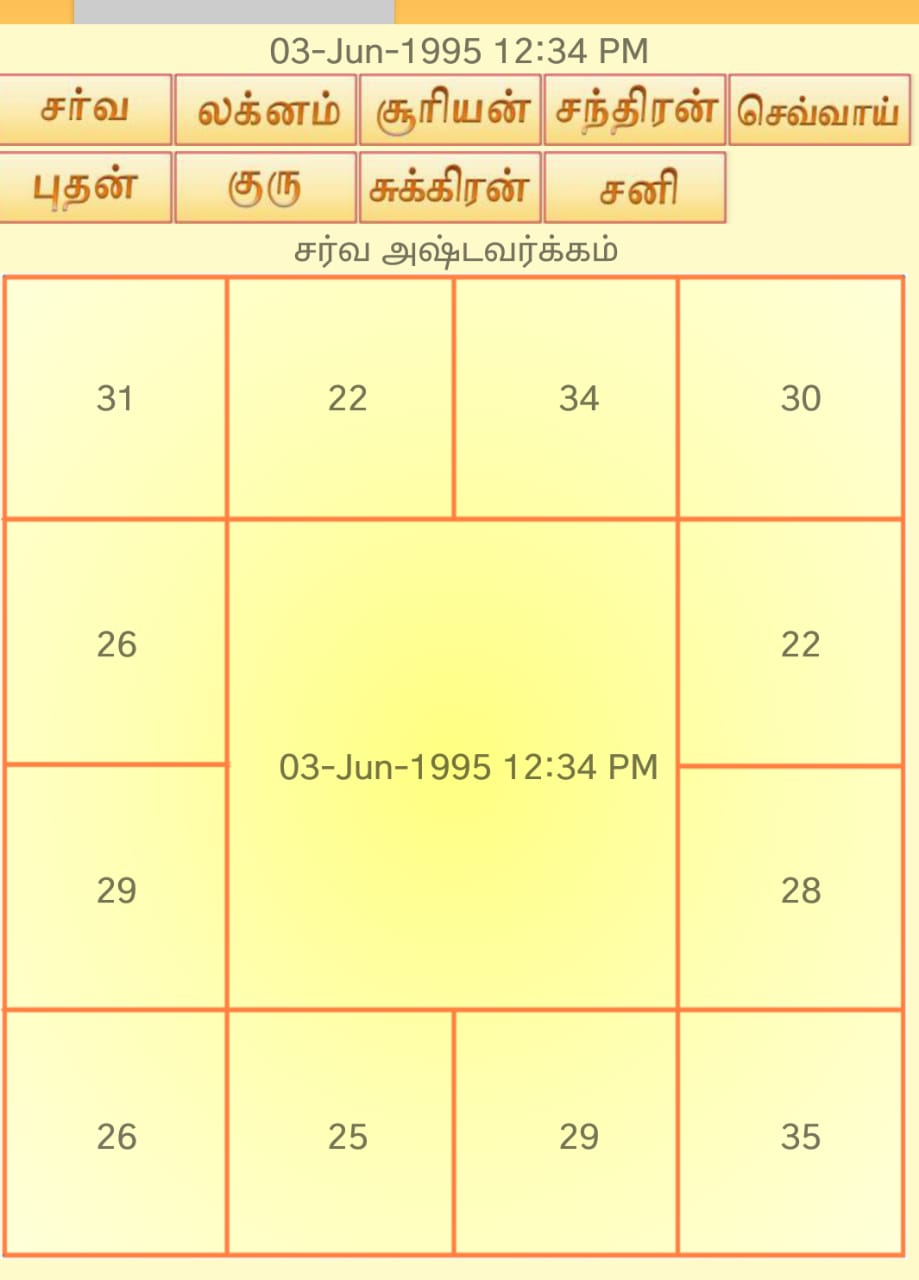 03-Jun-1995 12:34 PM
சர்வ லக்னம் சூரியன் சந்திரன் செவ்வாய்
புதன் குரு சுக்கிரன் சனி
சர்வ அஷ்டவர்க்கம்
31 22 34 30
26 22
03-Jun-1995 12:34 PM
29 28
26 25 29 35